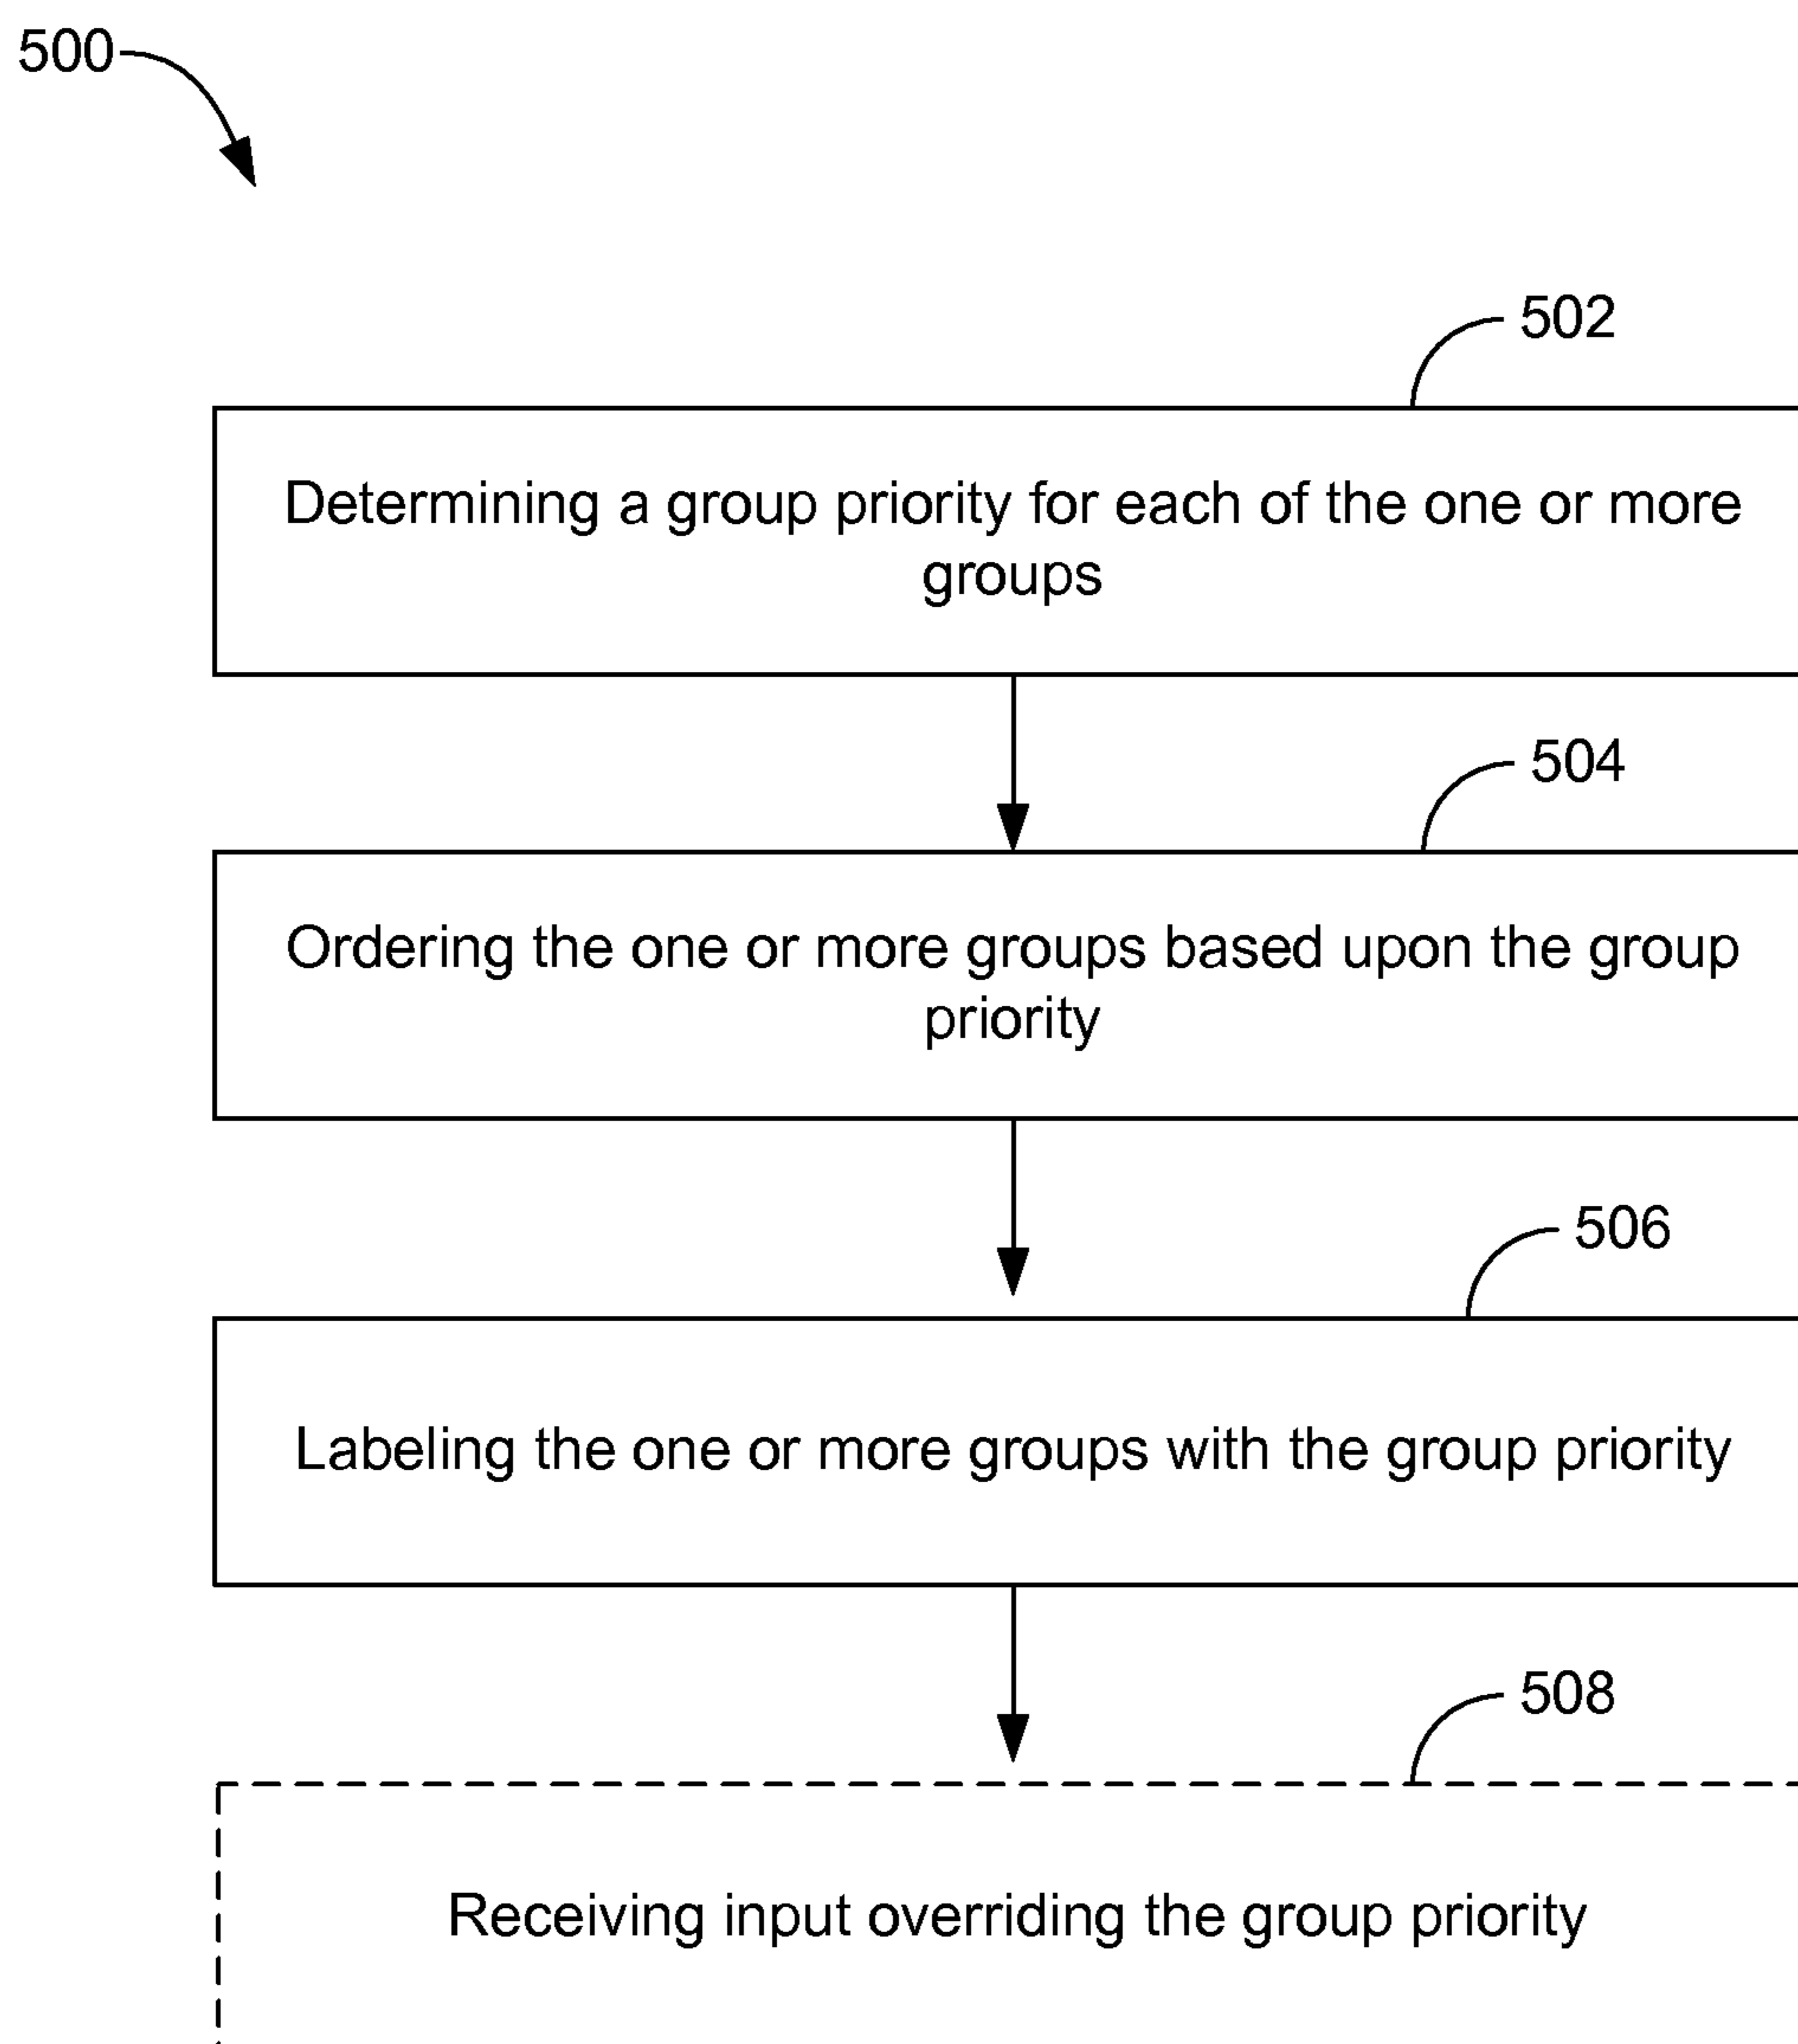 500
502
Determining a group priority for each of the one or more
groups
504
Ordering the one or more groups based upon the group
priority
506
Labeling the one or more groups with the group priority
508
Receiving input overriding the group priority